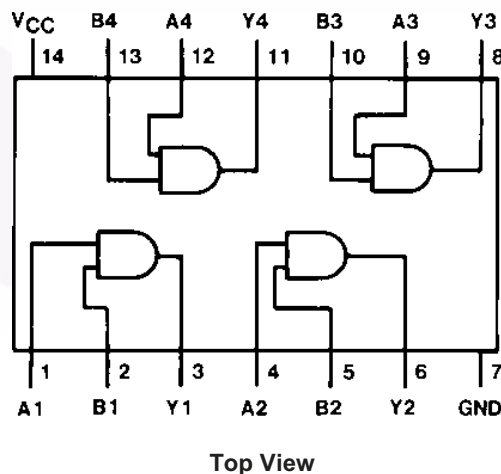 VCC B4 A4 Y4 B3 A3 Y3
14 13 12 11 10 9 8
1 2 3 4 5 6 7
A1 B1 Y1 A2 B2 Y2 GND
Top View